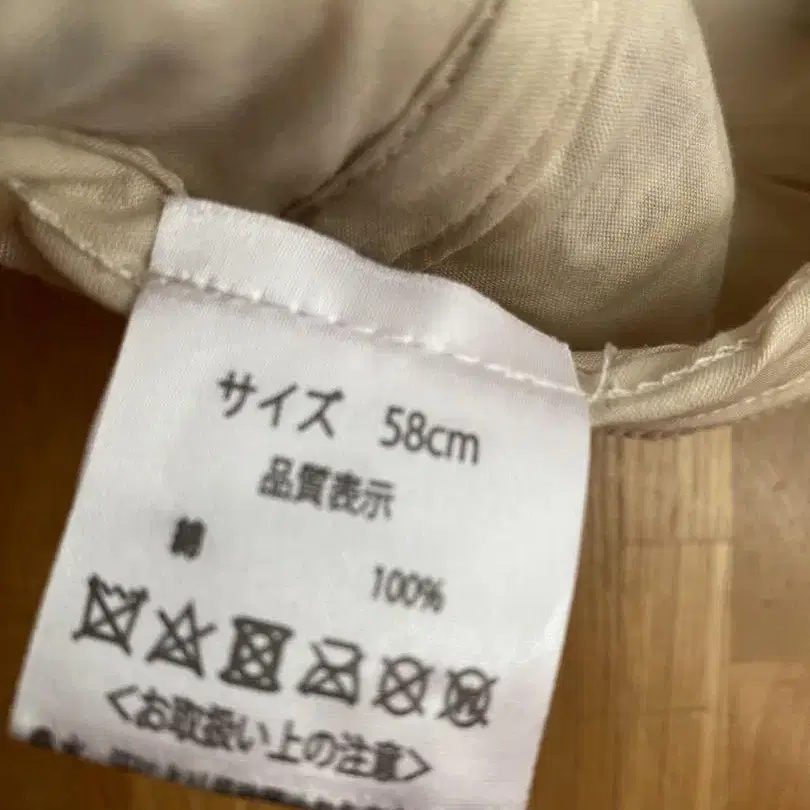 サイズ 58cm
品質表示
綿 100%
<お取扱い上の注意>